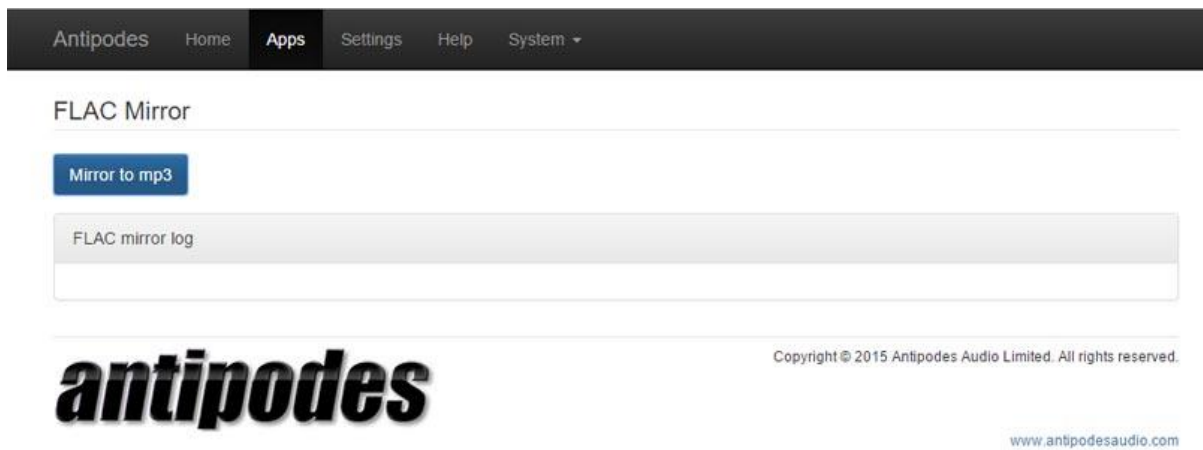 Antipodes Home Apps Settings Help System
FLAC Mirror
Mirror to mp3
FLAC mirror log
antipodes
Copyright © 2015 Antipodes Audio Limited. All rights reserved.
www.antipodesaudio.com